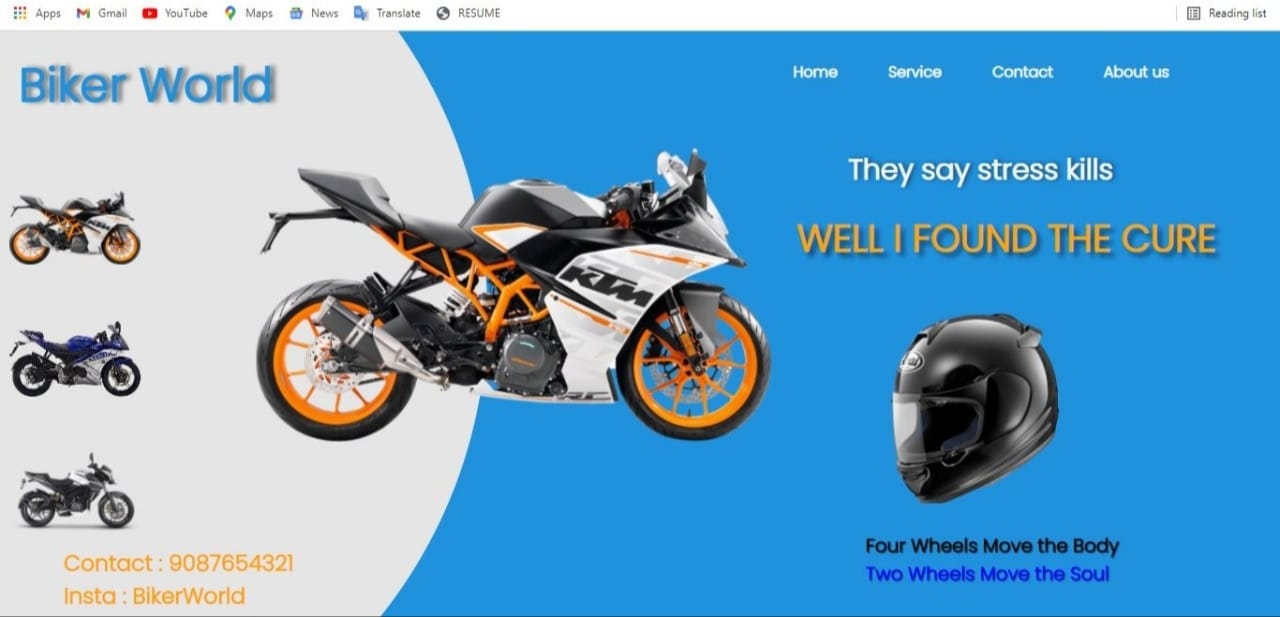 Apps Gmail YouTube Maps News Translate RESUME Reading list
Biker World
Home Service Contact About us
They say stress kills
WELL I FOUND THE CURE
KTM
Arai
Four Wheels Move the Body
Two Wheels Move the Soul
Contact : 9087654321
Insta : BikerWorld